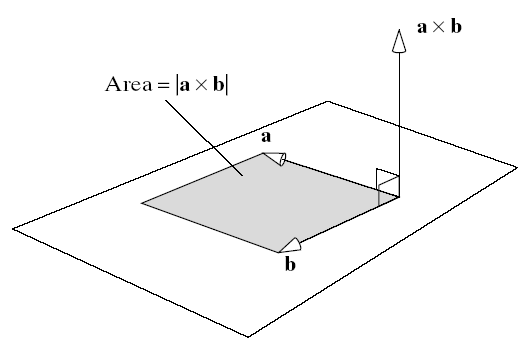 a × b
Area = |a × b|
a
b